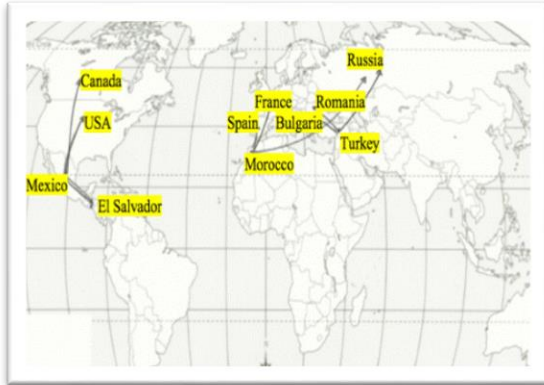 Russia
Canada
France
Romania
USA
Spain
Bulgaria
Turkey
Morocco
Mexico
El Salvador